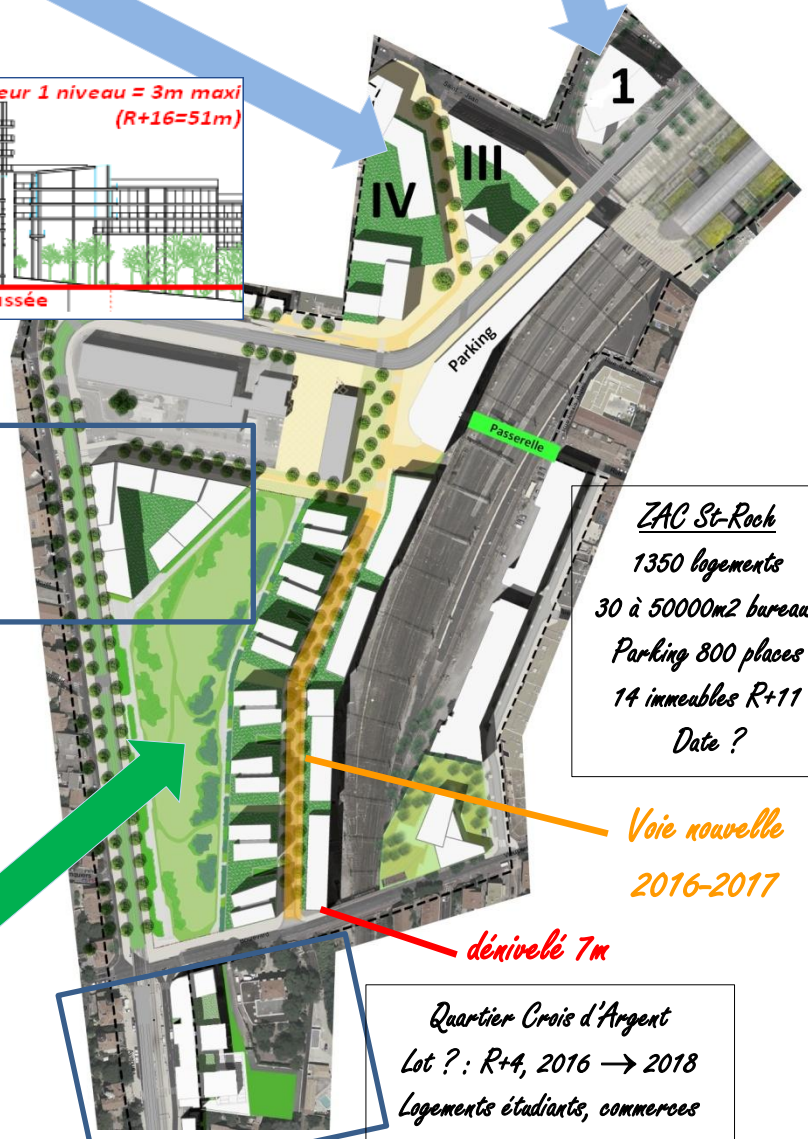 eur 1 niveau = 3m maxi
(R+16=51m)
ussée
1
III
IV
Parking
Passerelle
ZAC St-Roch
1350 logements
30 à 50000m2 bureau
Parking 800 places
14 immeubles R+11
Date ?
Voie nouvelle
2016-2017
dénivelé 7m
Quartier Crois d'Argent
Lot ? : R+4, 2016 → 2018
Logements étudiants, commerces